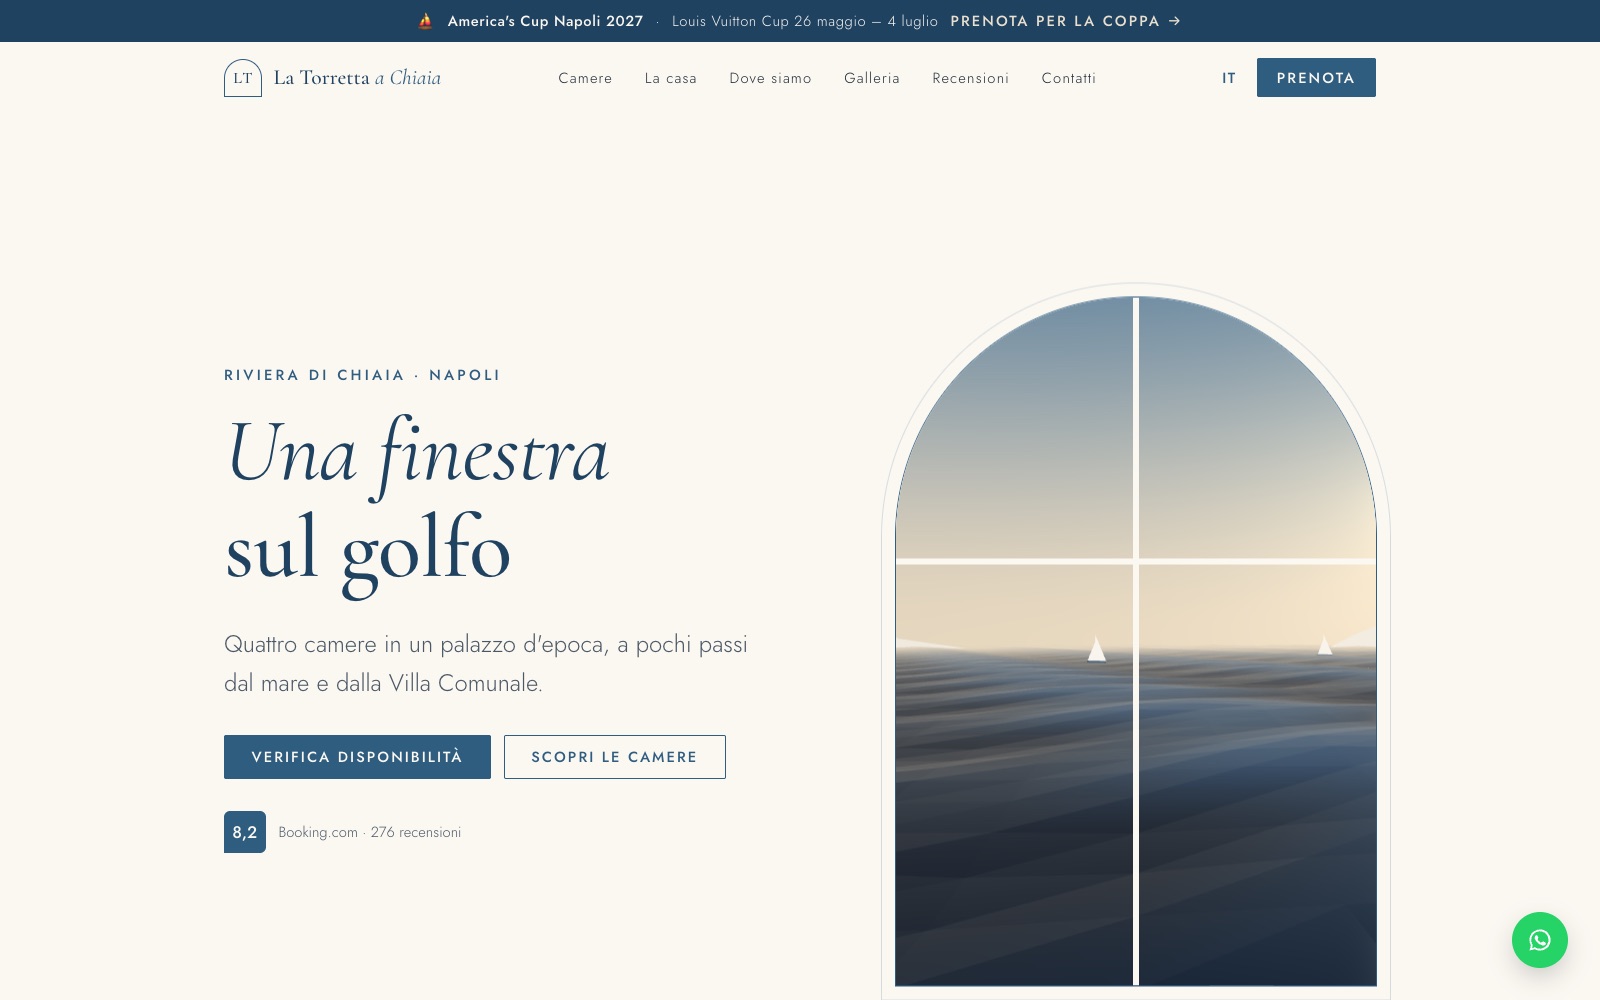 America's Cup Napoli 2027 · Louis Vuitton Cup 26 maggio – 4 luglio PRENOTA PER LA COPPA →
LT La Torretta a Chiaia
Camere La casa Dove siamo Galleria Recensioni Contatti
IT PRENOTA
RIVIERA DI CHIAIA · NAPOLI
Una finestra
sul golfo
Quattro camere in un palazzo d'epoca, a pochi passi
dal mare e dalla Villa Comunale.
VERIFICA DISPONIBILITÀ SCOPRI LE CAMERE
8,2 Booking.com · 276 recensioni